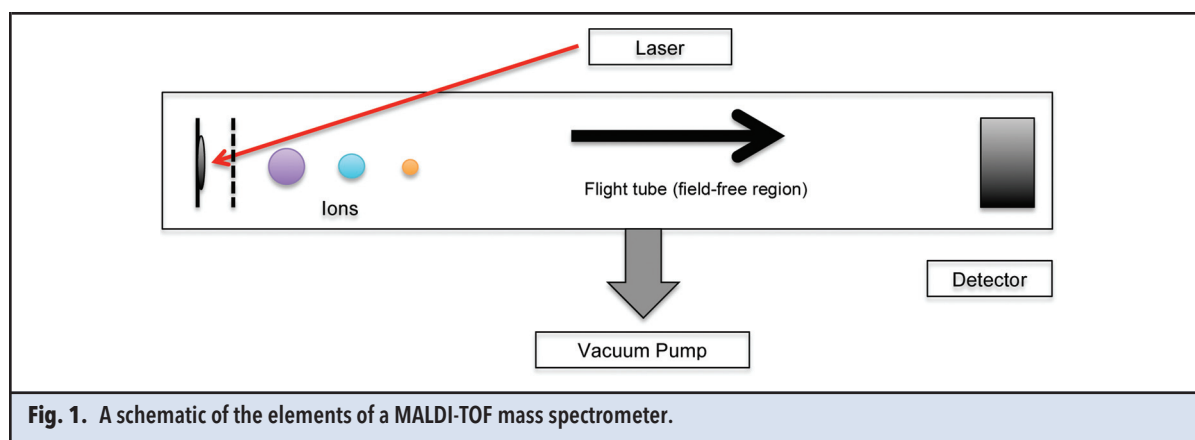 Laser
Ions
Flight tube (field-free region)
Detector
Vacuum Pump
Fig. 1. A schematic of the elements of a MALDI-TOF mass spectrometer.